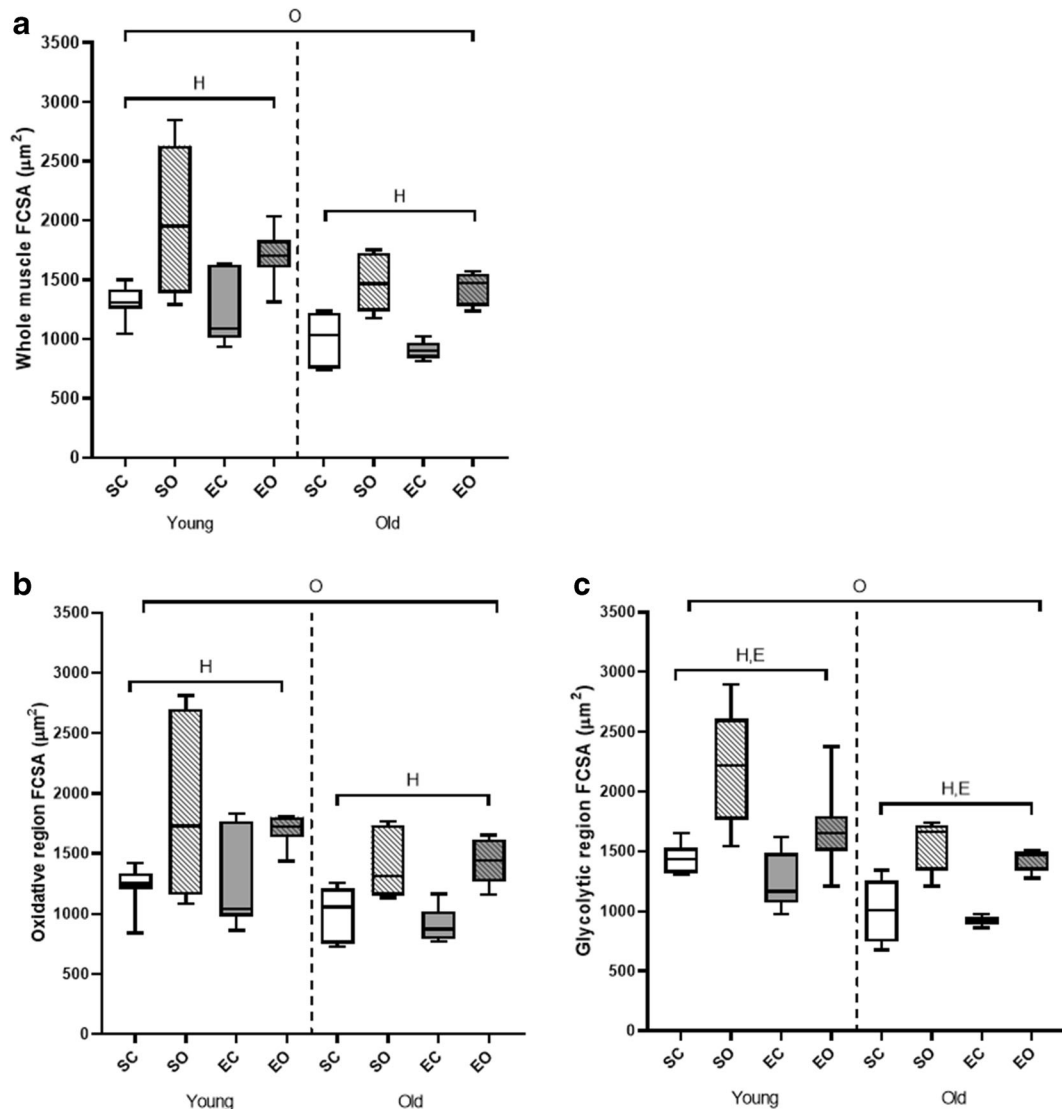 a
O
H
H
Whole muscle FCSA (μm²)
3500
3000
2500
2000
1500
1000
500
0
SC SO EC EO SC SO EC EO
Young Old
b
O
H
H
Oxidative region FCSA (μm²)
3500
3000
2500
2000
1500
1000
500
0
SC SO EC EO SC SO EC EO
Young Old
c
O
H,E
H,E
Glycolytic region FCSA (μm²)
3500
3000
2500
2000
1500
1000
500
0
SC SO EC EO SC SO EC EO
Young Old